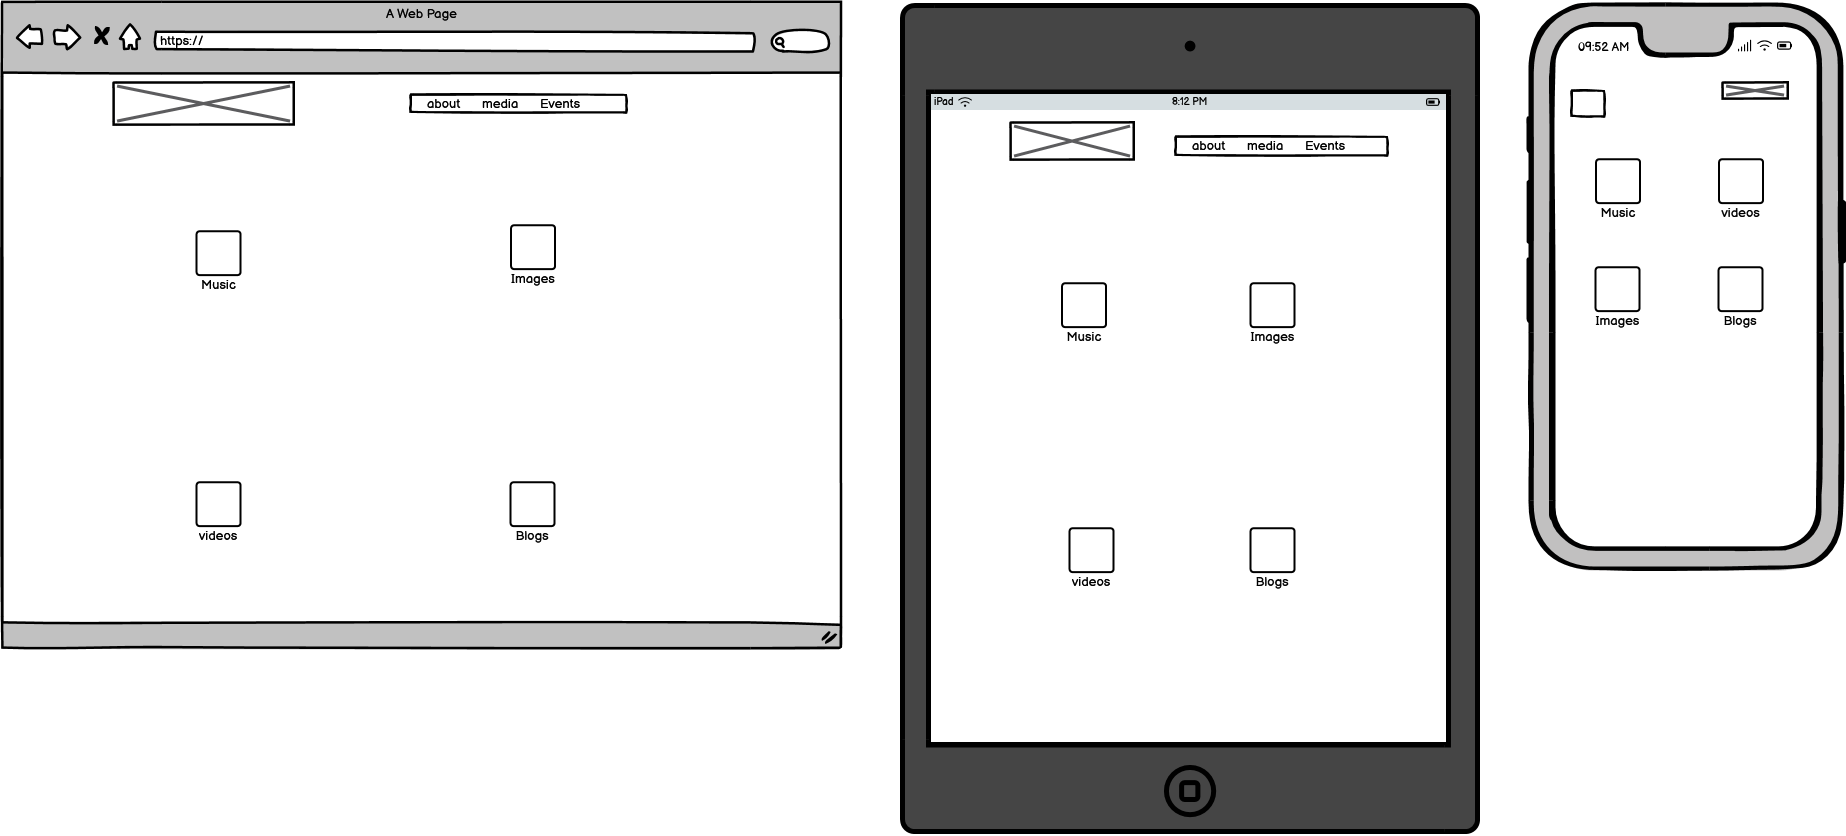 A Web Page
https://
about media Events
Music
Images
videos
Blogs
iPad 8:12 PM
about media Events
Music
Images
videos
Blogs
09:52 AM
Music
videos
Images
Blogs